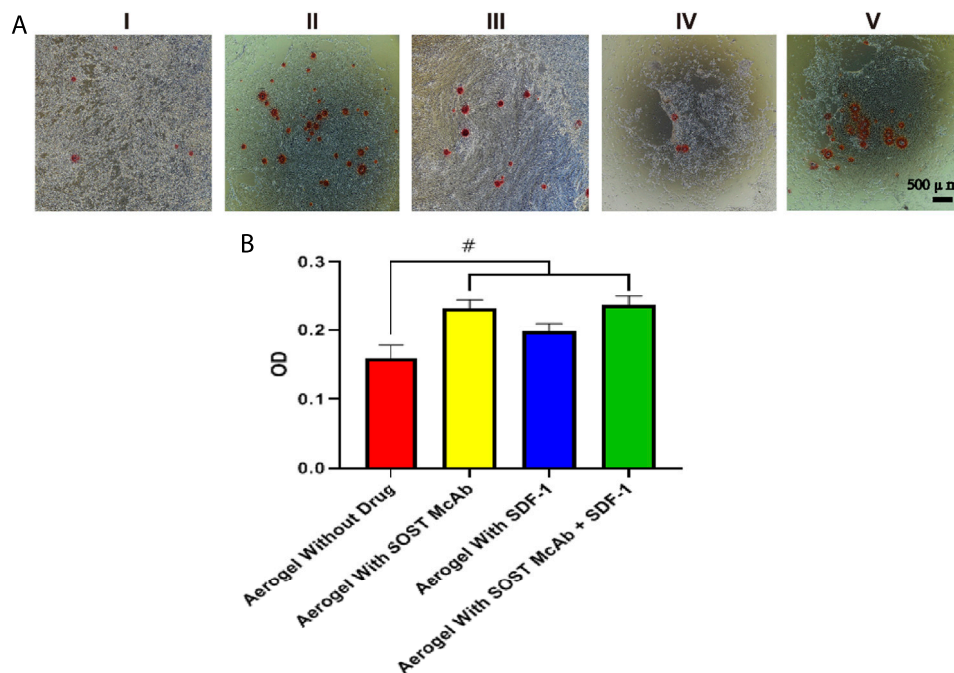 A
I II III IV V
500 μm
B
#
OD
0.3
0.2
0.1
0.0
Aerogel Without Drug
Aerogel With SOST McAb
Aerogel With SDF-1
Aerogel With SOST McAb + SDF-1